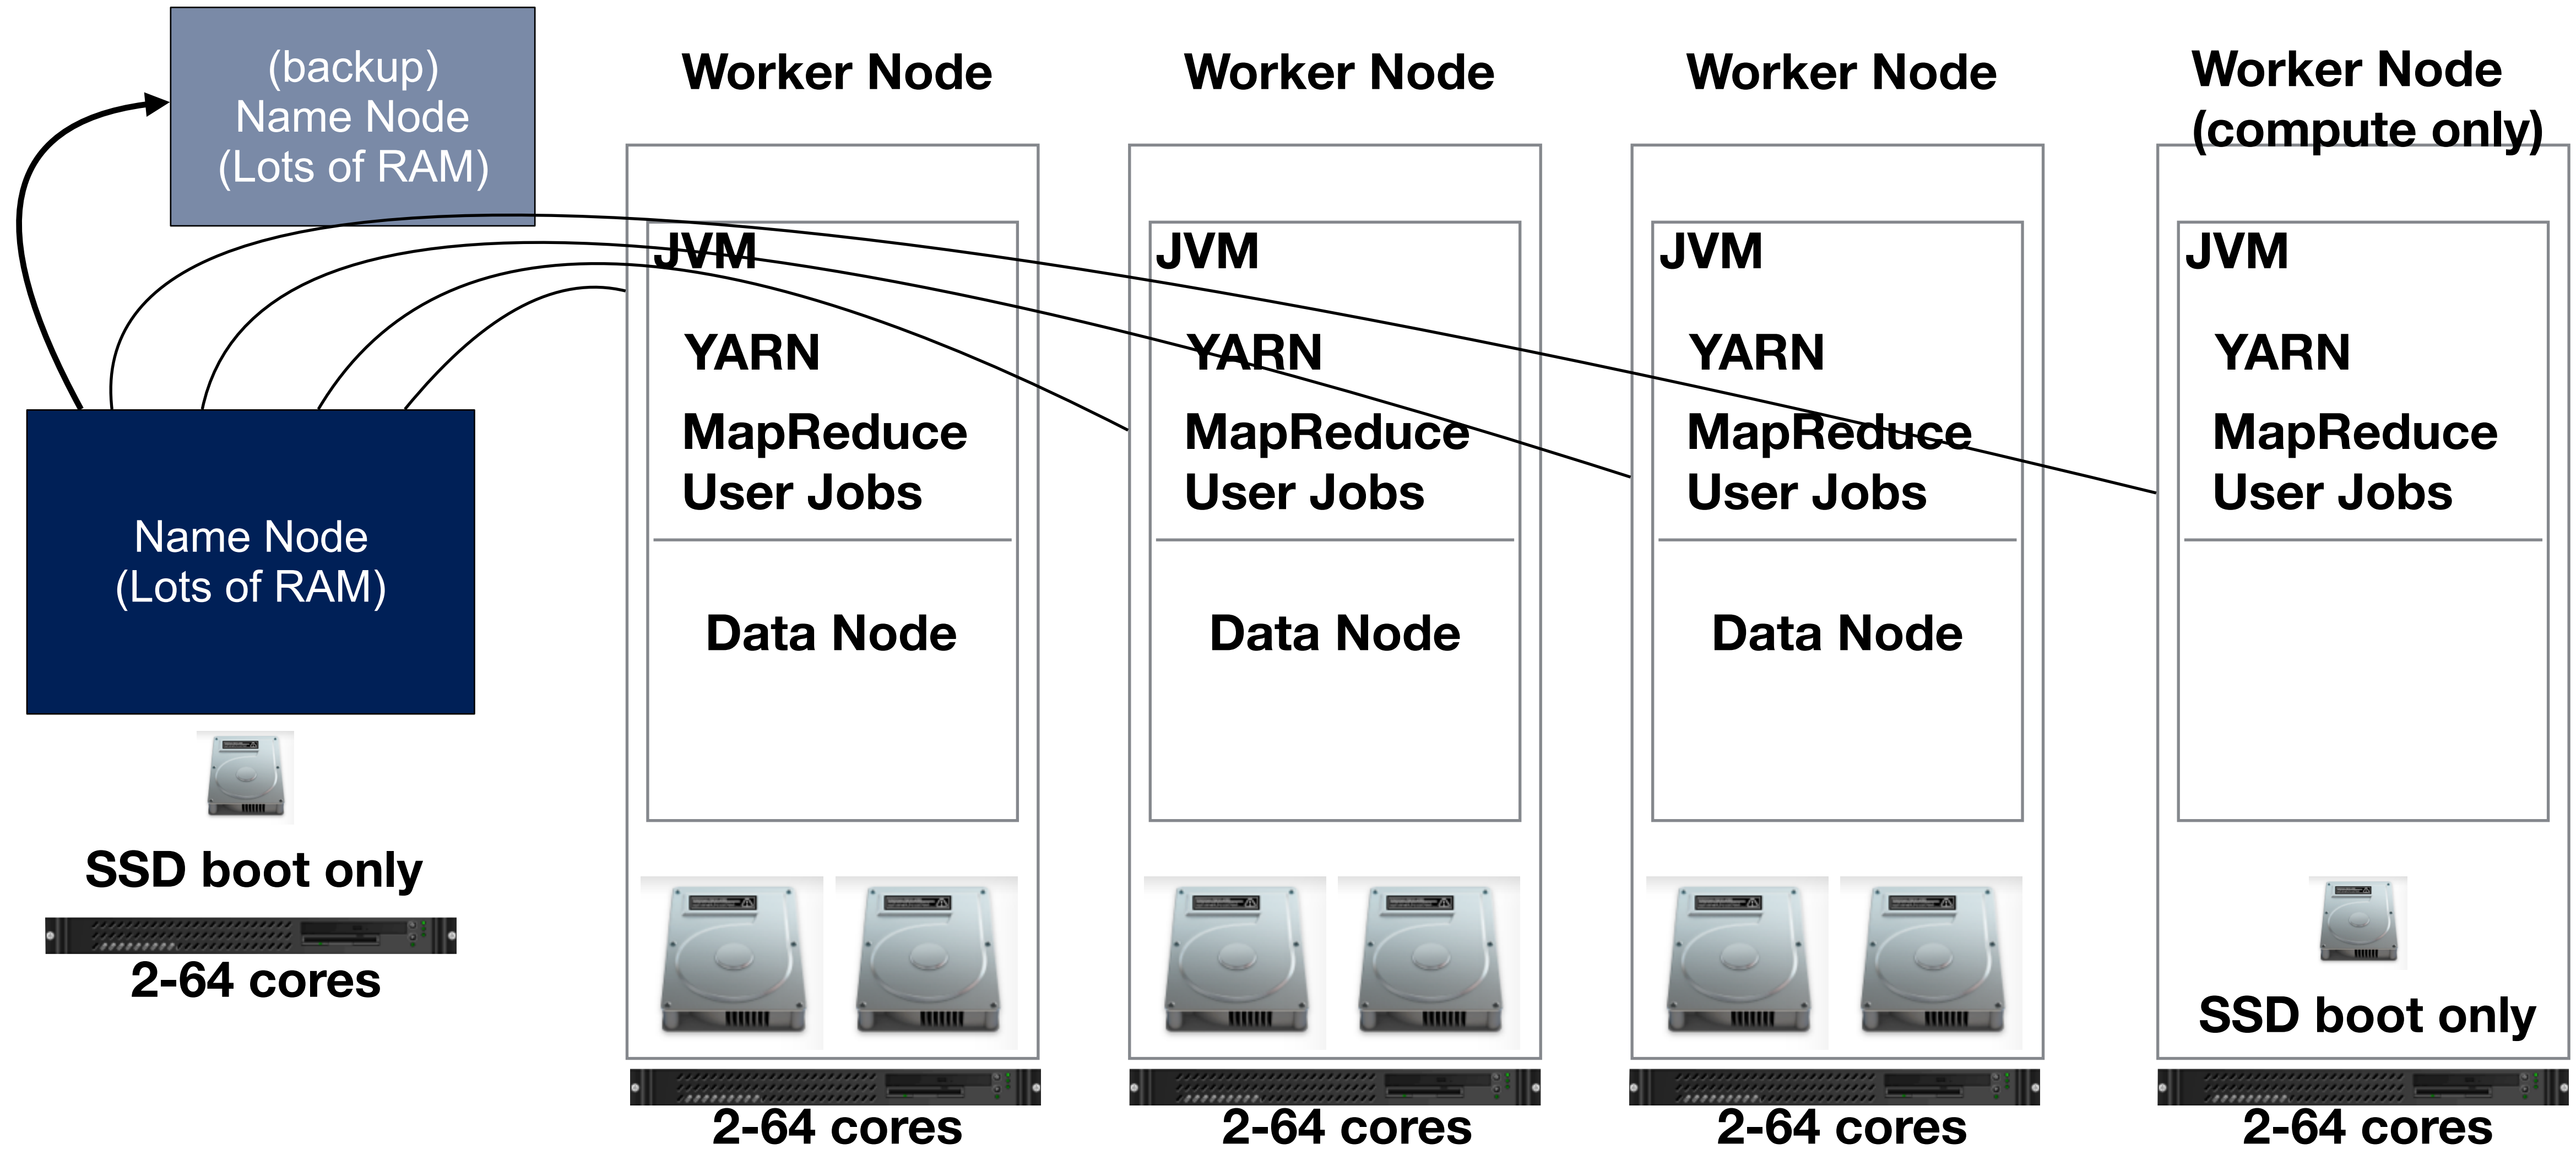 (backup)
Name Node
(Lots of RAM)
Name Node
(Lots of RAM)
SSD boot only
2-64 cores
Worker Node
JVM
YARN
MapReduce
User Jobs
Data Node
2-64 cores
Worker Node
JVM
YARN
MapReduce
User Jobs
Data Node
2-64 cores
Worker Node
JVM
YARN
MapReduce
User Jobs
Data Node
2-64 cores
Worker Node
(compute only)
JVM
YARN
MapReduce
User Jobs
SSD boot only
2-64 cores